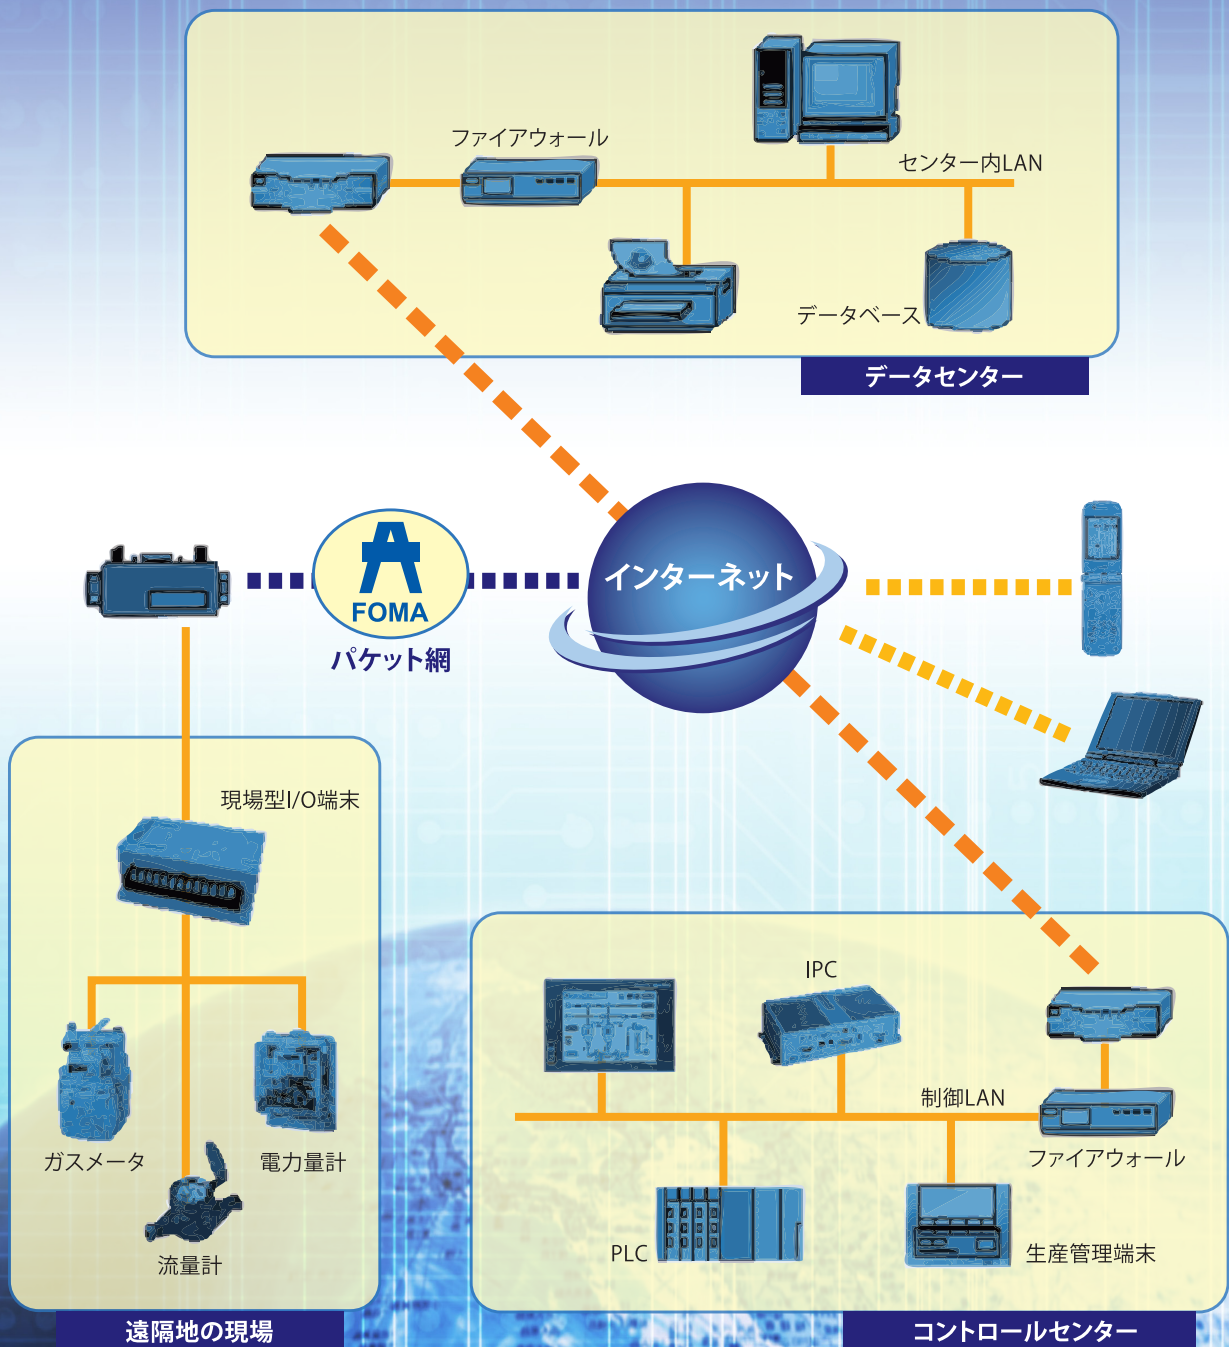 ファイアウォール
センター内LAN
データベース
データセンター
インターネット
FOMA
パケット網
現場型I/O端末
ガスメータ
電力量計
流量計
遠隔地の現場
IPC
制御LAN
ファイアウォール
PLC
生産管理端末
コントロールセンター